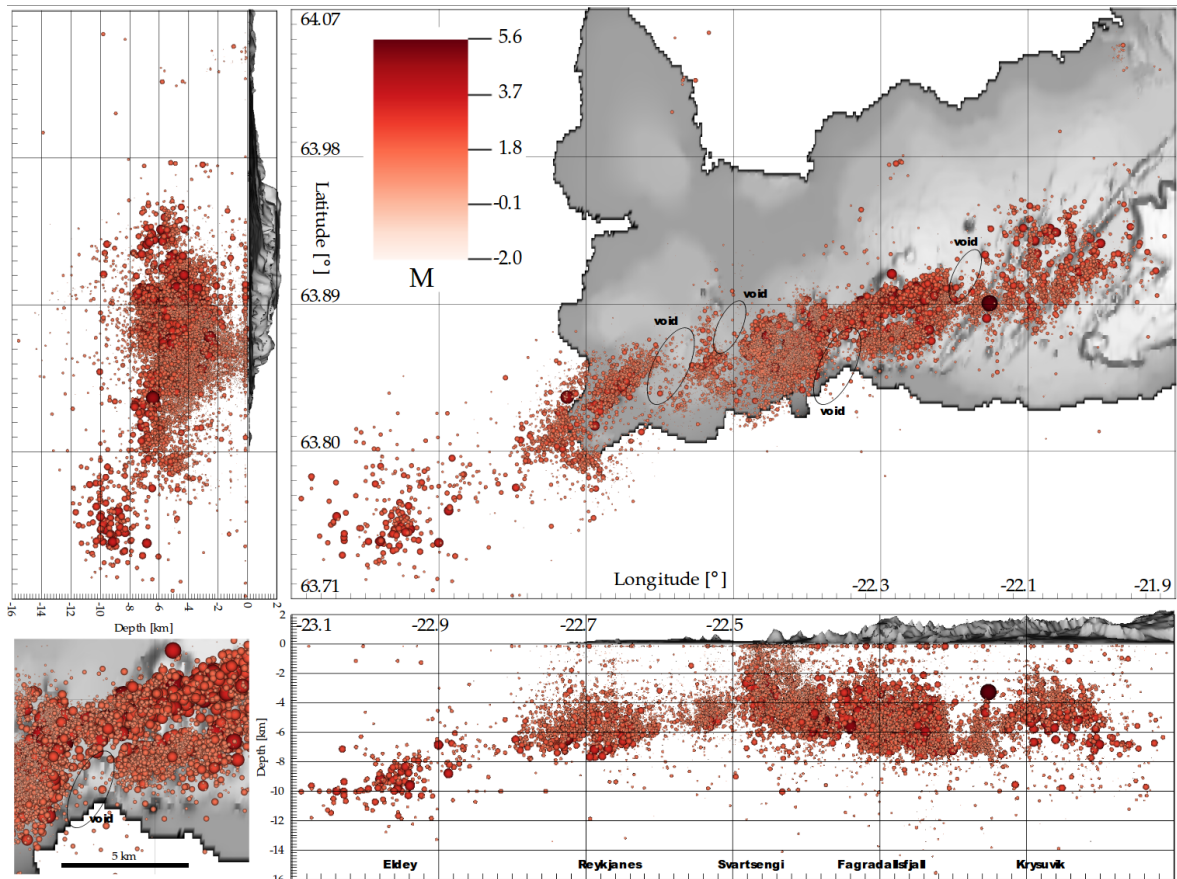 64.07
63.98
63.89
63.80
63.71
Latitude [°]
5.6
3.7
1.8
-0.1
-2.0
M
void
void
void
void
Longitude [°]
-22.3
-22.1
-21.9
-16
-14
-12
-10
-8
-6
-4
-2
0
2
Depth [km]
-23.1
-22.9
-22.7
-22.5
2
0
-2
-4
-6
-8
-10
-12
-14
-16
Depth [km]
Eldey
Reykjanes
Svartsengi
Fagradalsfjall
Krysuvik
void
5 km